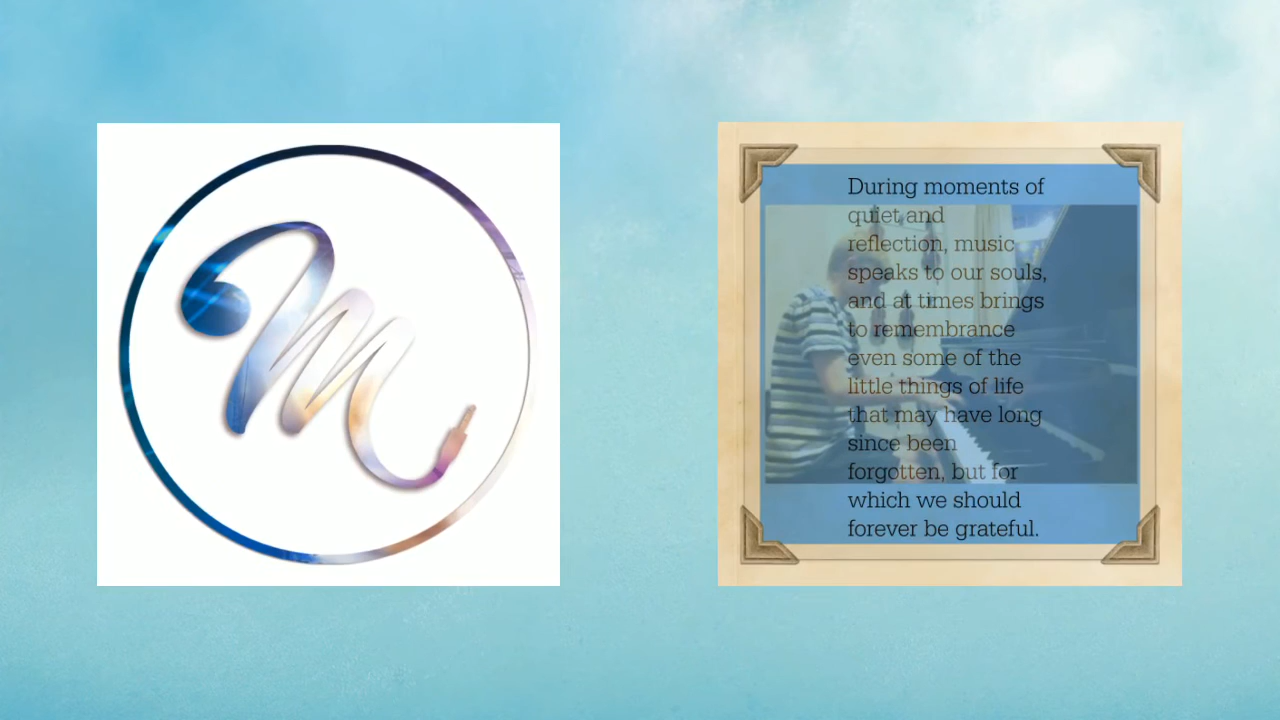 m
During moments of
quiet and
reflection, music
speaks to our souls,
and at times brings
to remembrance
even some of the
little things of life
that may have long
since been
forgotten, but for
which we should
forever be grateful.